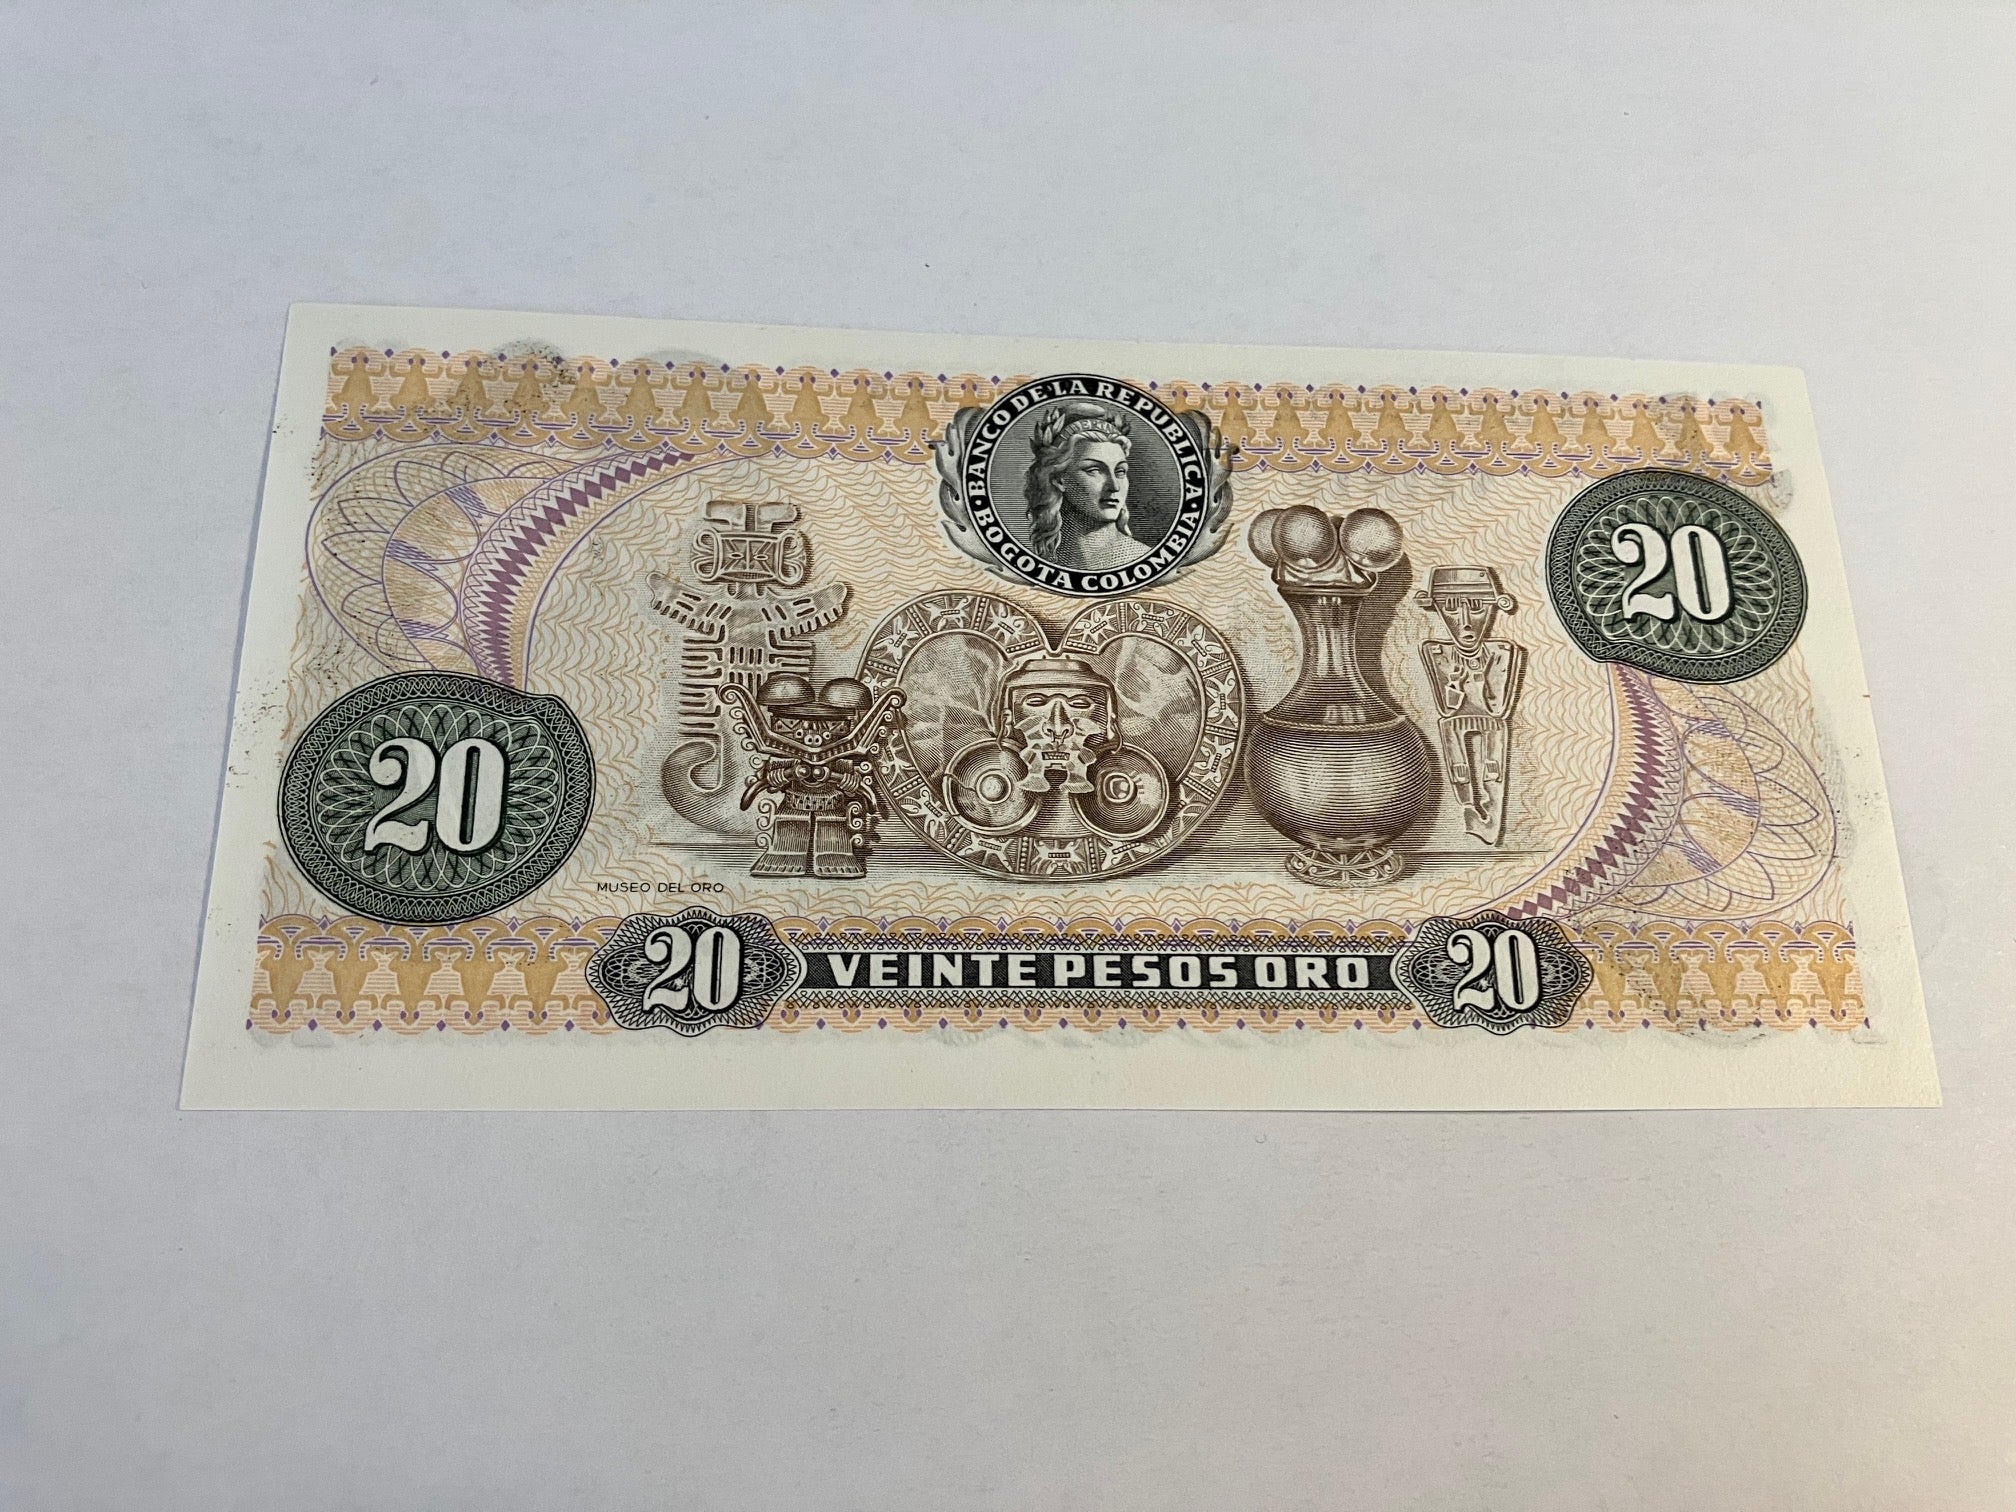 BANCO DE LA REPUBLICA
BOGOTA COLOMBIA
20
20
MUSEO DEL ORO
20 VEINTE PESOS ORO 20